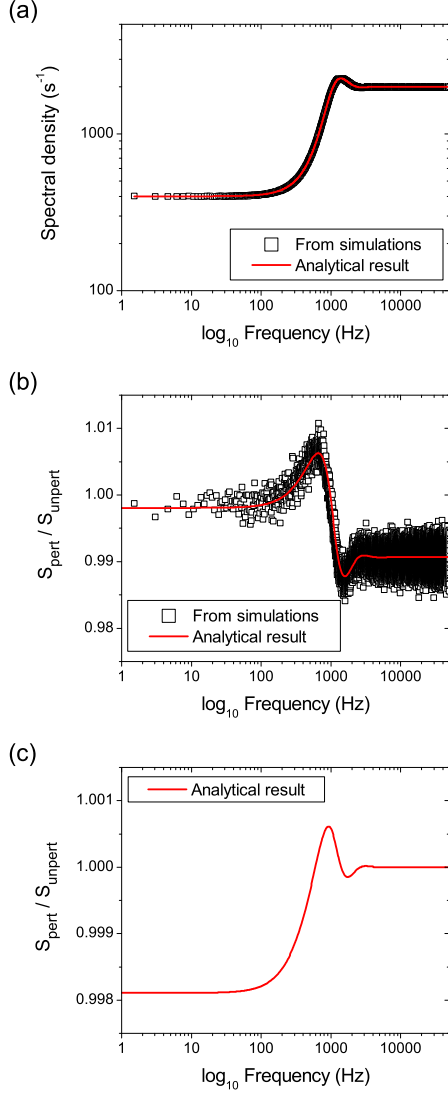 (a)
Spectral density (s⁻¹)
1000
100
From simulations
Analytical result
1 10 100 1000 10000
log₁₀ Frequency (Hz)
(b)
S_pert / S_unpert
1.01
1.00
0.99
0.98
From simulations
Analytical result
1 10 100 1000 10000
log₁₀ Frequency (Hz)
(c)
S_pert / S_unpert
1.001
1.000
0.999
0.998
Analytical result
1 10 100 1000 10000
log₁₀ Frequency (Hz)